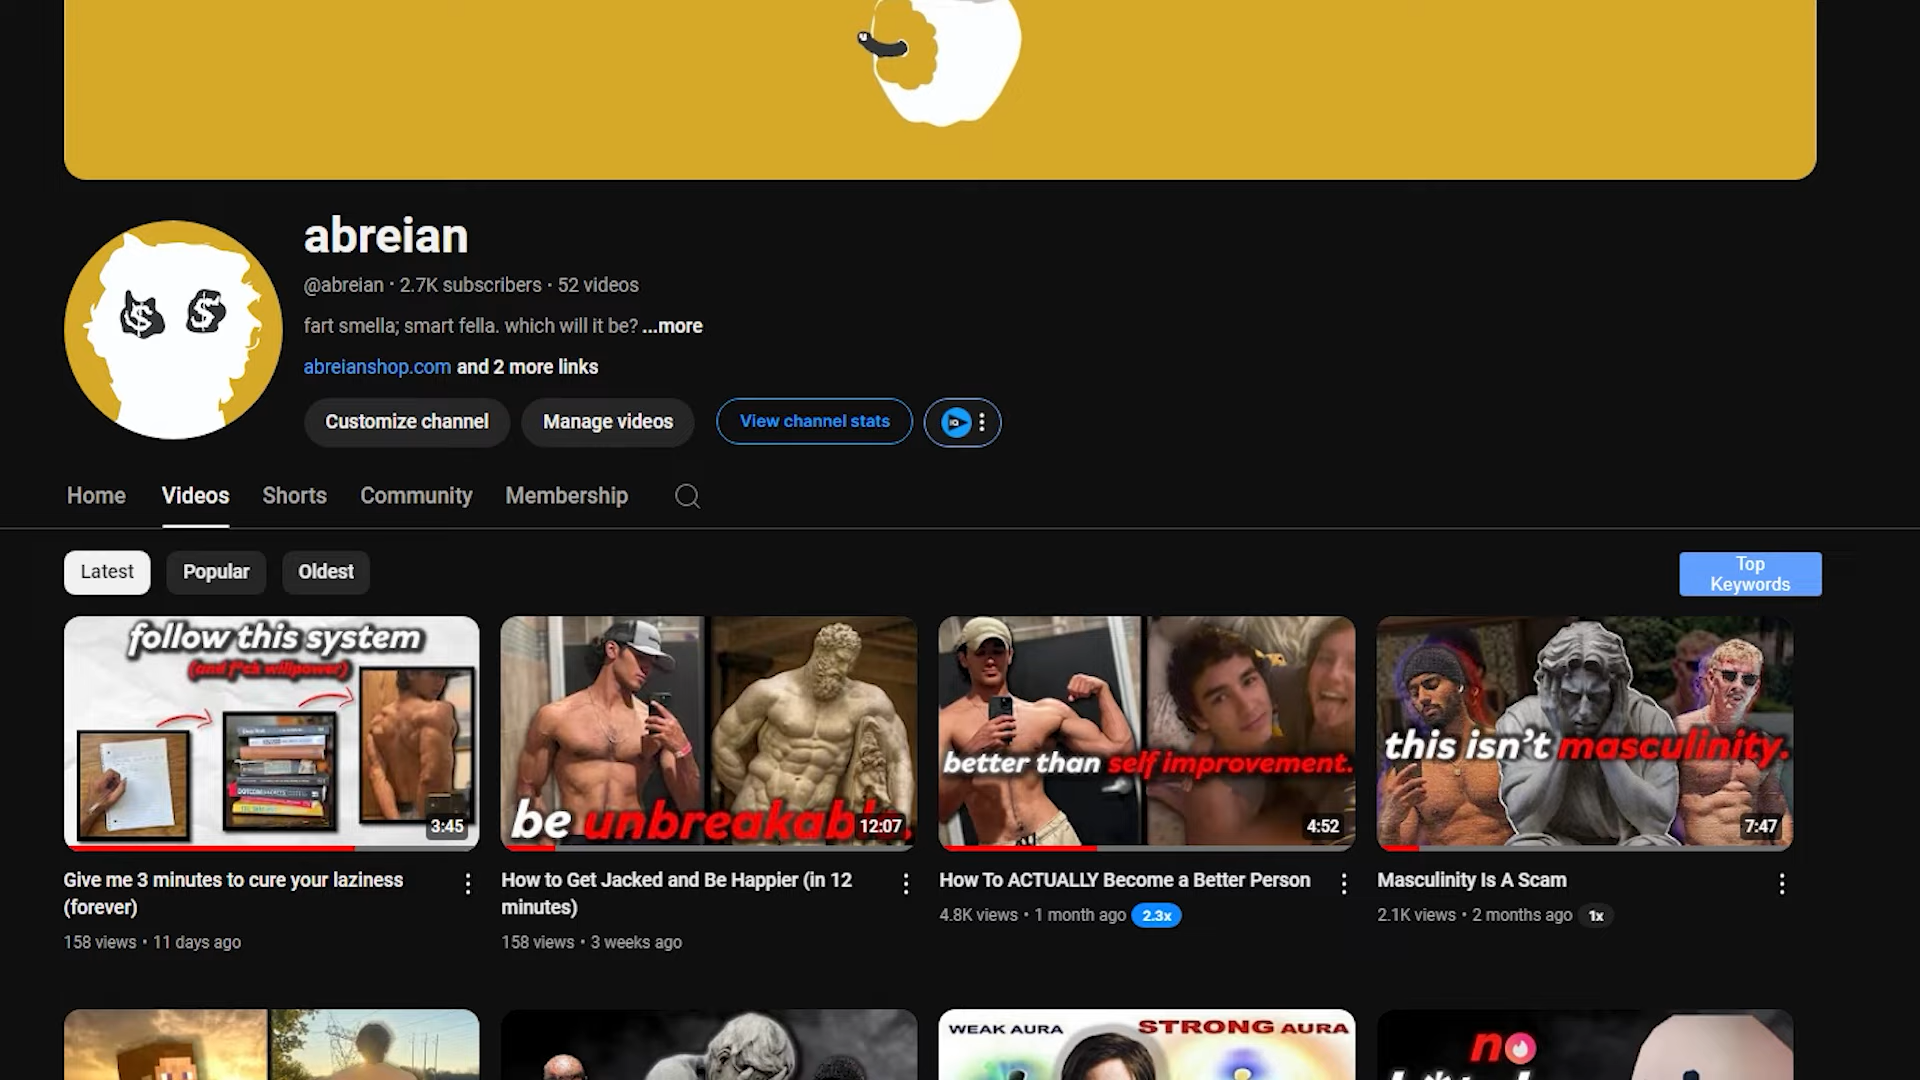 abreian
@abreian · 2.7K subscribers · 52 videos
fart smella; smart fella. which will it be? ...more
abreianshop.com and 2 more links
Customize channel
Manage videos
View channel stats
Home
Videos
Shorts
Community
Membership
Latest
Popular
Oldest
Top
Keywords
follow this system
(and f*ck willpower)
3:45
be unbreakab
12:07
better than self improvement.
4:52
this isn't masculinity.
7:47
Give me 3 minutes to cure your laziness
(forever)
158 views · 11 days ago
How to Get Jacked and Be Happier (in 12
minutes)
158 views · 3 weeks ago
How To ACTUALLY Become a Better Person
4.8K views · 1 month ago 2.3x
Masculinity Is A Scam
2.1K views · 2 months ago 1x
WEAK AURA
STRONG AURA